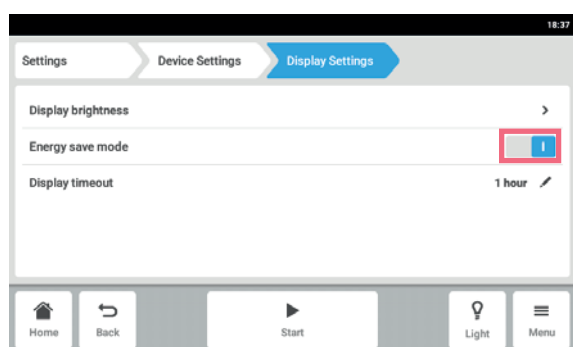 18:37
Settings Device Settings Display Settings
Display brightness
Energy save mode I
Display timeout 1 hour
Home Back Start Light Menu